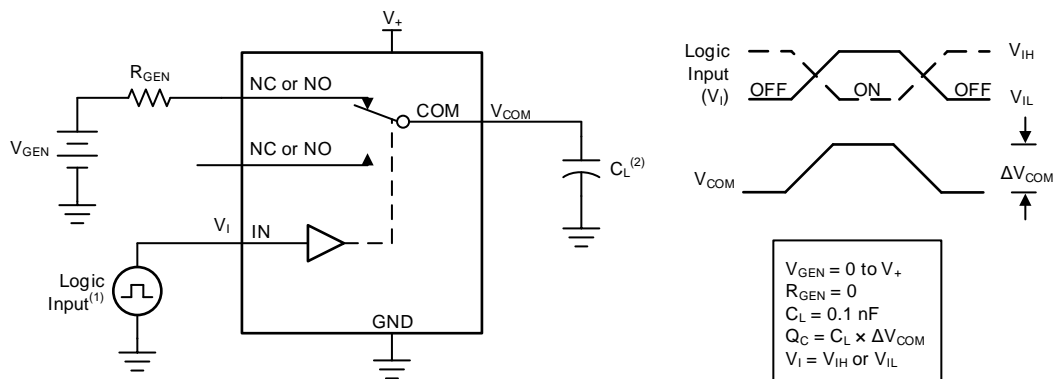 V+
RGEN
NC or NO
COM
VCOM
VGEN
NC or NO
CL(2)
VI
IN
Logic
Input(1)
GND
Logic
Input
(VI)
VIH
OFF
ON
OFF
VIL
VCOM
ΔVCOM
VGEN = 0 to V+
RGEN = 0
CL = 0.1 nF
QC = CL × ΔVCOM
VI = VIH or VIL